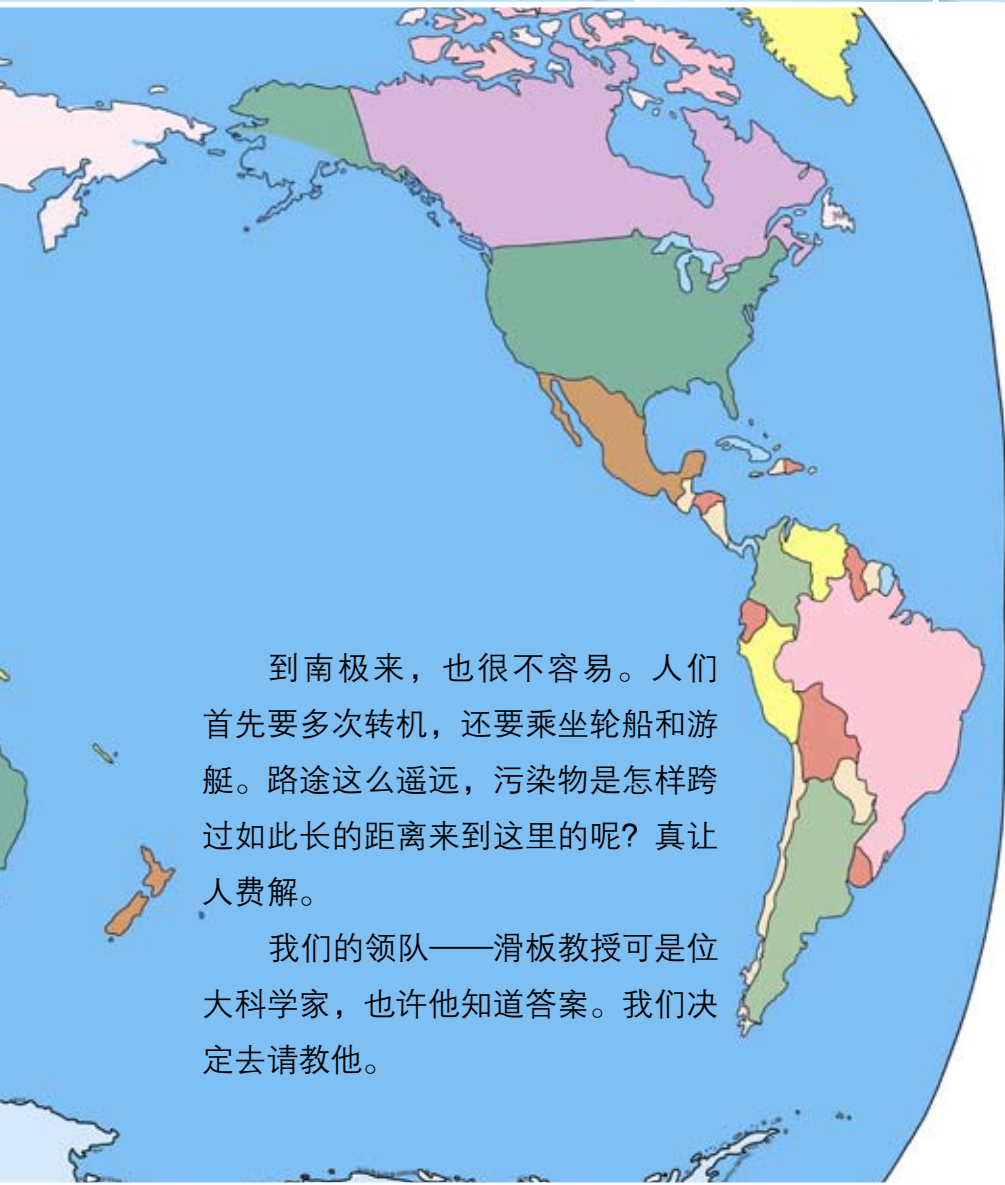 到南极来，也很不容易。人们
首先要多次转机，还要乘坐轮船和游
艇。路途这么遥远，污染物是怎样跨
过如此长的距离来到这里的呢？真让
人费解。
我们的领队——滑板教授可是位
大科学家，也许他知道答案。我们决
定去请教他。